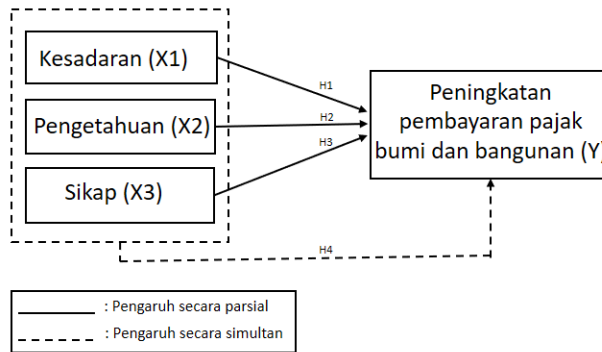 Kesadaran (X1)
Pengetahuan (X2)
Sikap (X3)
H1
H2
H3
Peningkatan
pembayaran pajak
bumi dan bangunan (Y)
H4
: Pengaruh secara parsial
: Pengaruh secara simultan